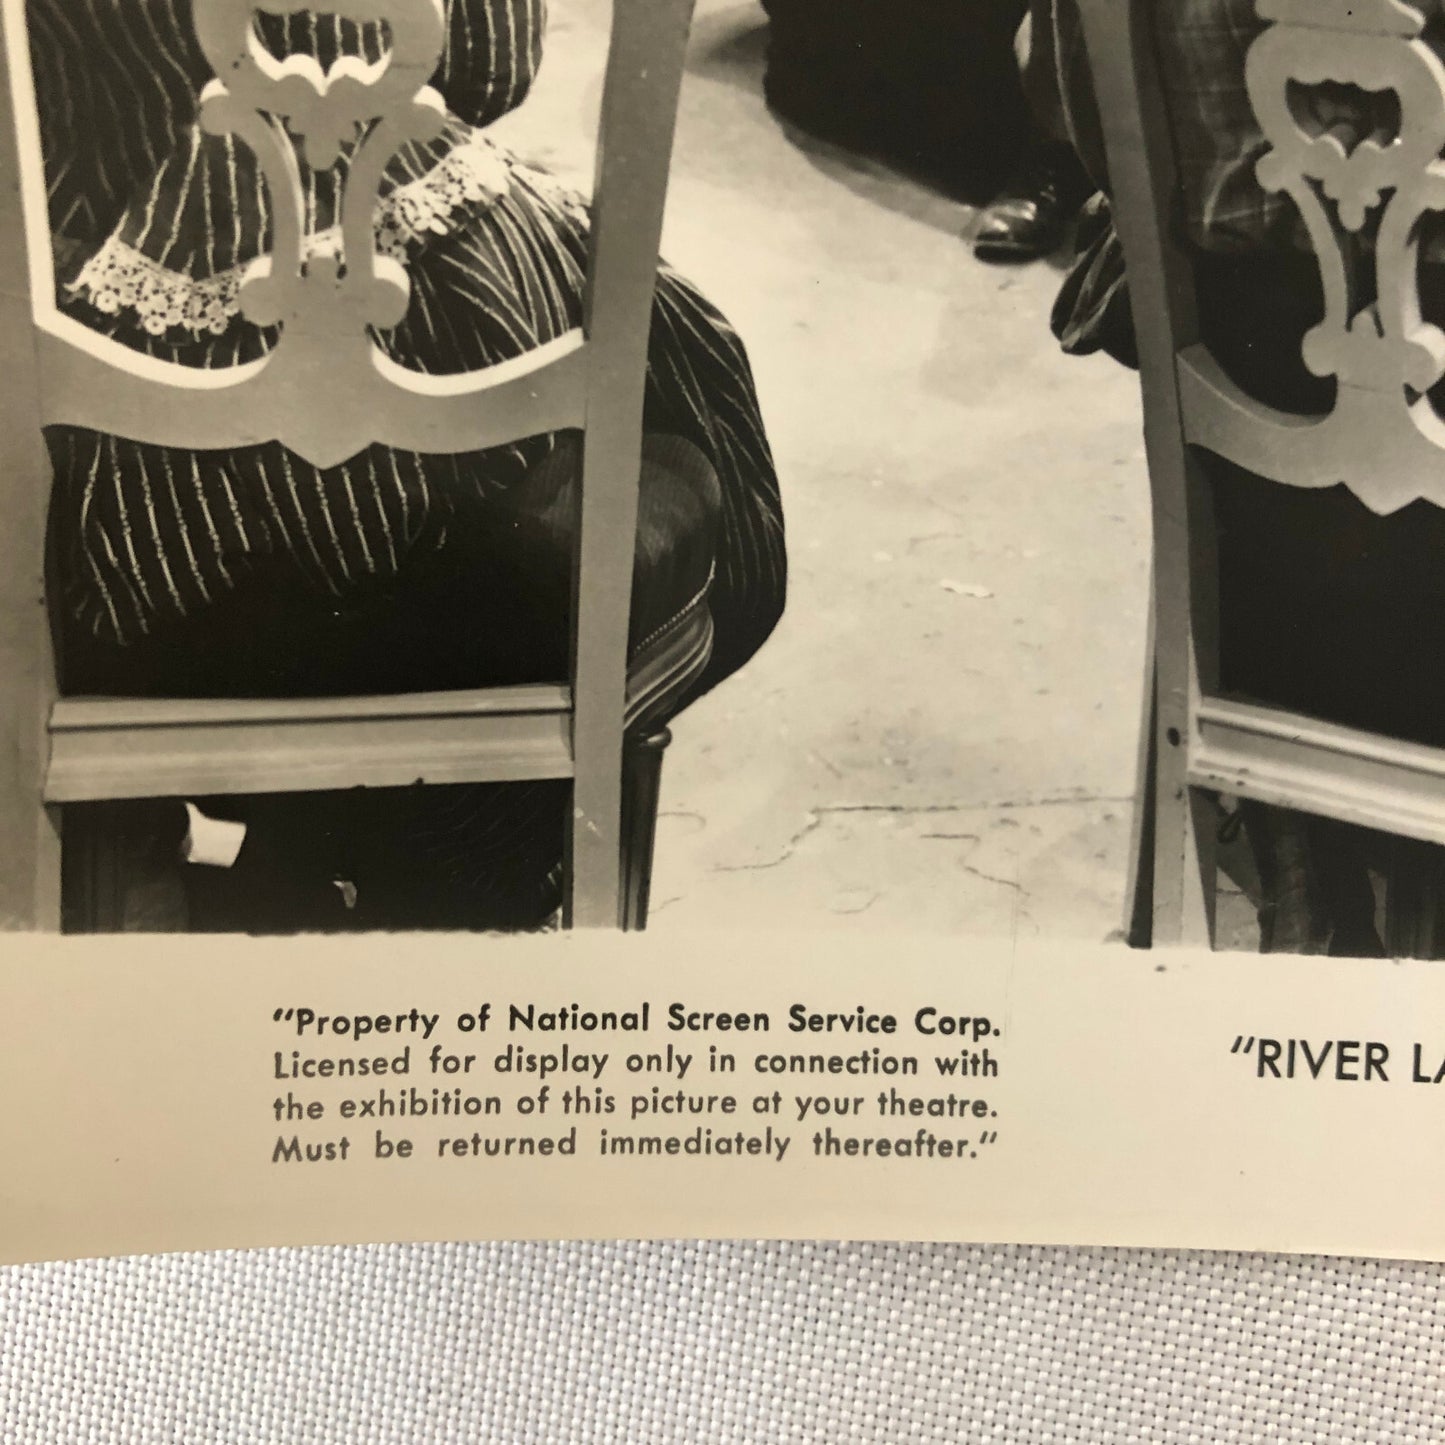 "Property of National Screen Service Corp.
Licensed for display only in connection with
the exhibition of this picture at your theatre.
Must be returned immediately thereafter."
"RIVER